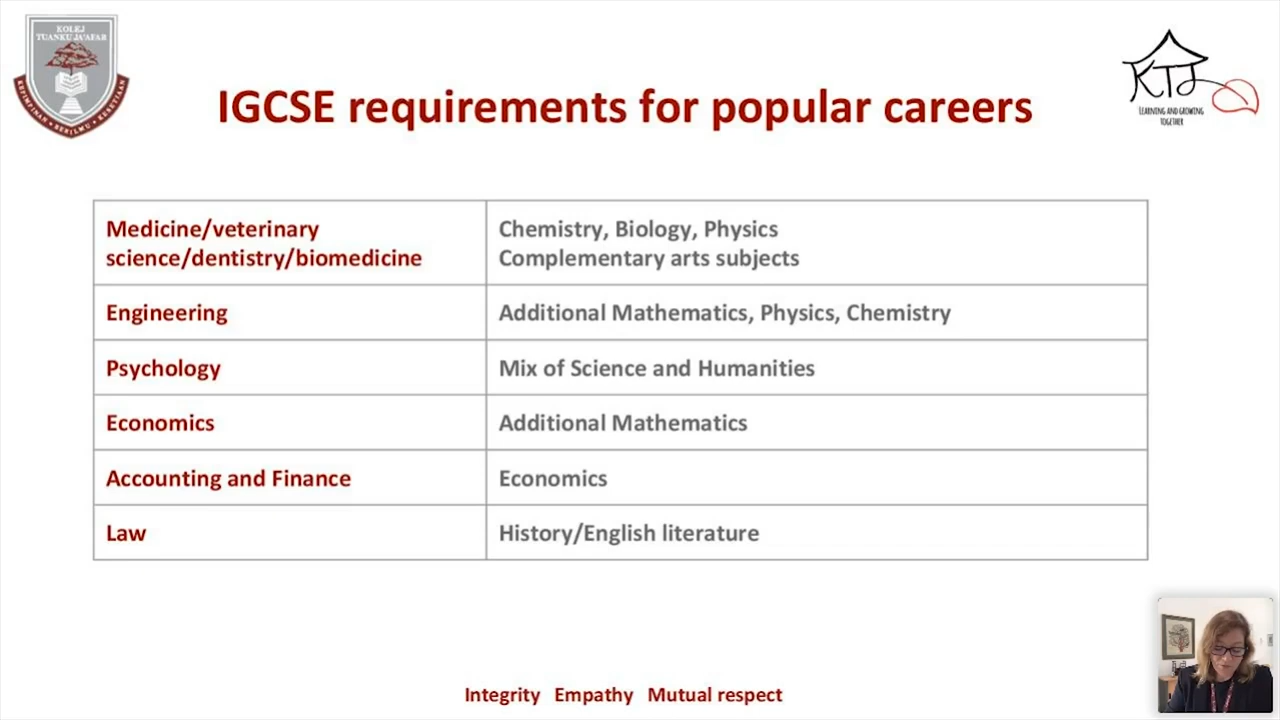 KOLEJ
TUANKU JA'AFAR
BERILMU
IGCSE requirements for popular careers
KTJ
LEARNING AND GROWING
TOGETHER
Medicine/veterinary
science/dentistry/biomedicine
Chemistry, Biology, Physics
Complementary arts subjects
Engineering
Additional Mathematics, Physics, Chemistry
Psychology
Mix of Science and Humanities
Economics
Additional Mathematics
Accounting and Finance
Economics
Law
History/English literature
Integrity Empathy Mutual respect